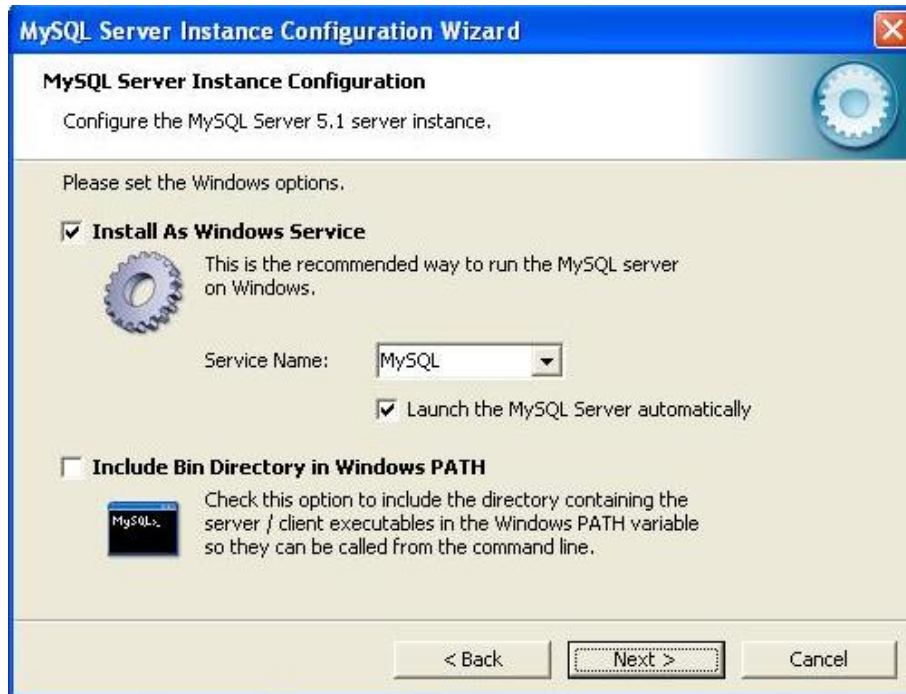 MySQL Server Instance Configuration Wizard
MySQL Server Instance Configuration
Configure the MySQL Server 5.1 server instance.
Please set the Windows options.
Install As Windows Service
This is the recommended way to run the MySQL server
on Windows.
Service Name: MySQL
Launch the MySQL Server automatically
Include Bin Directory in Windows PATH
MySQL>_
Check this option to include the directory containing the
server / client executables in the Windows PATH variable
so they can be called from the command line.
< Back Next > Cancel